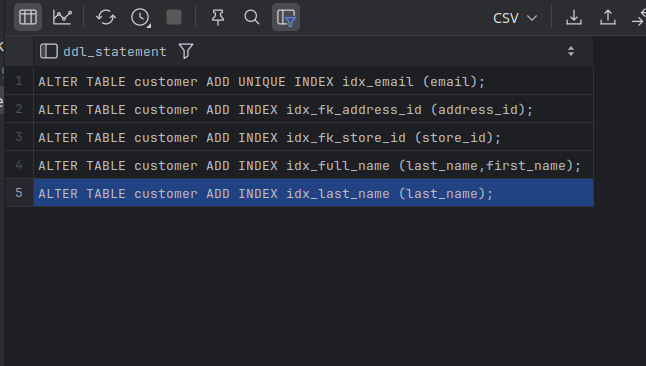 CSV
ddl_statement
1 ALTER TABLE customer ADD UNIQUE INDEX idx_email (email);
2 ALTER TABLE customer ADD INDEX idx_fk_address_id (address_id);
3 ALTER TABLE customer ADD INDEX idx_fk_store_id (store_id);
4 ALTER TABLE customer ADD INDEX idx_full_name (last_name,first_name);
5 ALTER TABLE customer ADD INDEX idx_last_name (last_name);